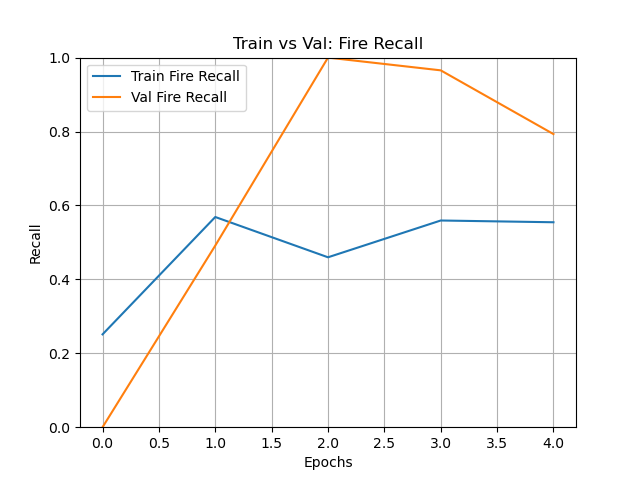 Train vs Val: Fire Recall
Train Fire Recall
Val Fire Recall
1.0
0.8
0.6
0.4
0.2
0.0
Recall
0.0 0.5 1.0 1.5 2.0 2.5 3.0 3.5 4.0
Epochs